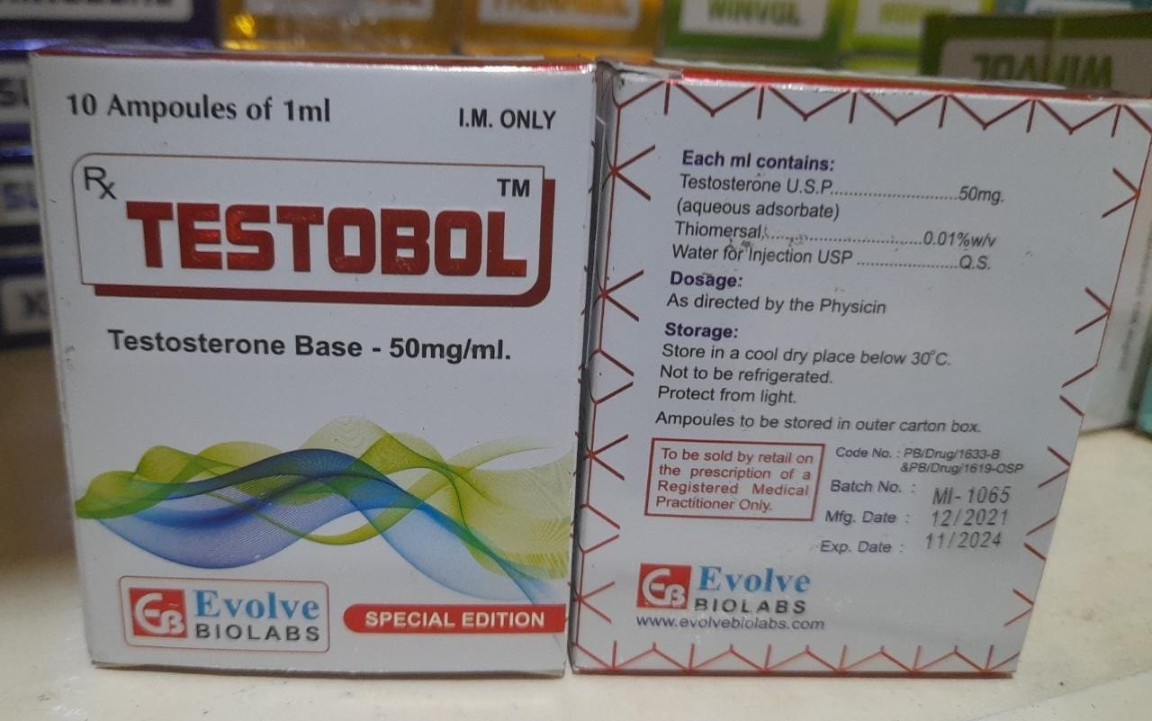 WINVOL
WINVOL
10 Ampoules of 1ml
I.M. ONLY
Rx
TESTOBOL TM
Testosterone Base - 50mg/ml.
EB Evolve
BIOLABS
SPECIAL EDITION
Each ml contains:
Testosterone U.S.P..........................50mg.
(aqueous adsorbate)
Thiomersal.................................0.01%w/v
Water for Injection USP .....................Q.S.
Dosage:
As directed by the Physicin
Storage:
Store in a cool dry place below 30°C.
Not to be refrigerated.
Protect from light.
Ampoules to be stored in outer carton box.
To be sold by retail on
the prescription of a
Registered Medical
Practitioner Only.
Code No. : PB/Drug/1633-B
&PB/Drug/1619-OSP
Batch No. : MI-1065
Mfg. Date : 12/2021
Exp. Date : 11/2024
EB Evolve
BIOLABS
www.evolvebiolabs.com